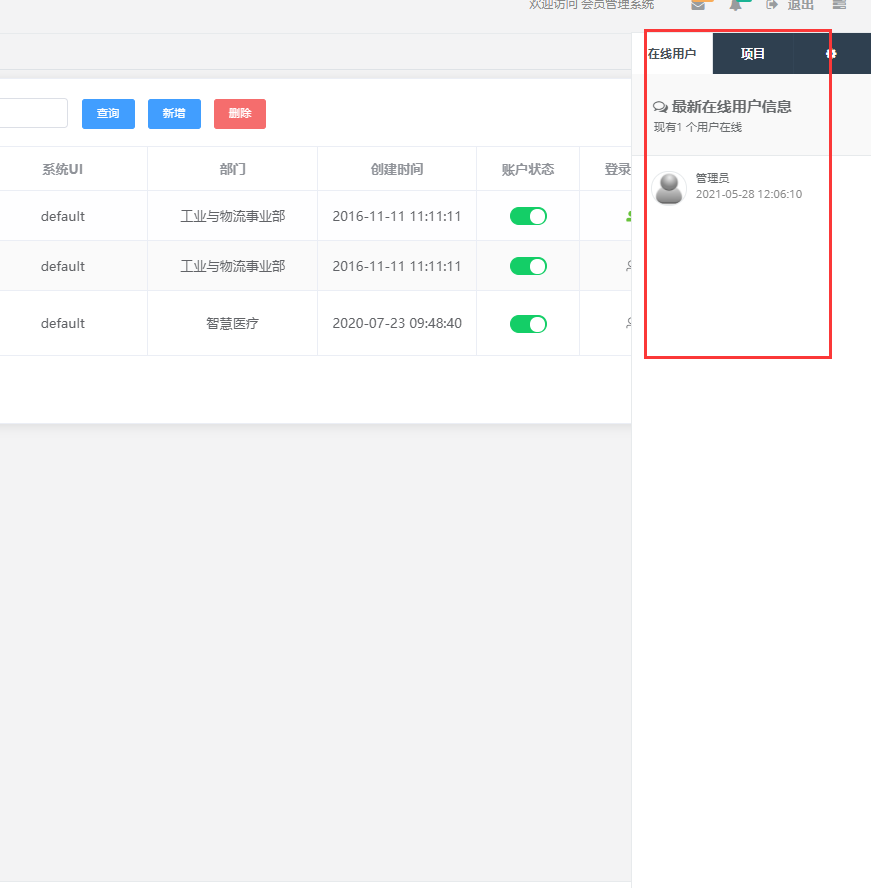 欢迎访问 会员管理系统
退出
在线用户
项目
查询
新增
删除
最新在线用户信息
现有1 个用户在线
系统UI
部门
创建时间
账户状态
登录
管理员
2021-05-28 12:06:10
default
工业与物流事业部
2016-11-11 11:11:11
default
工业与物流事业部
2016-11-11 11:11:11
default
智慧医疗
2020-07-23 09:48:40